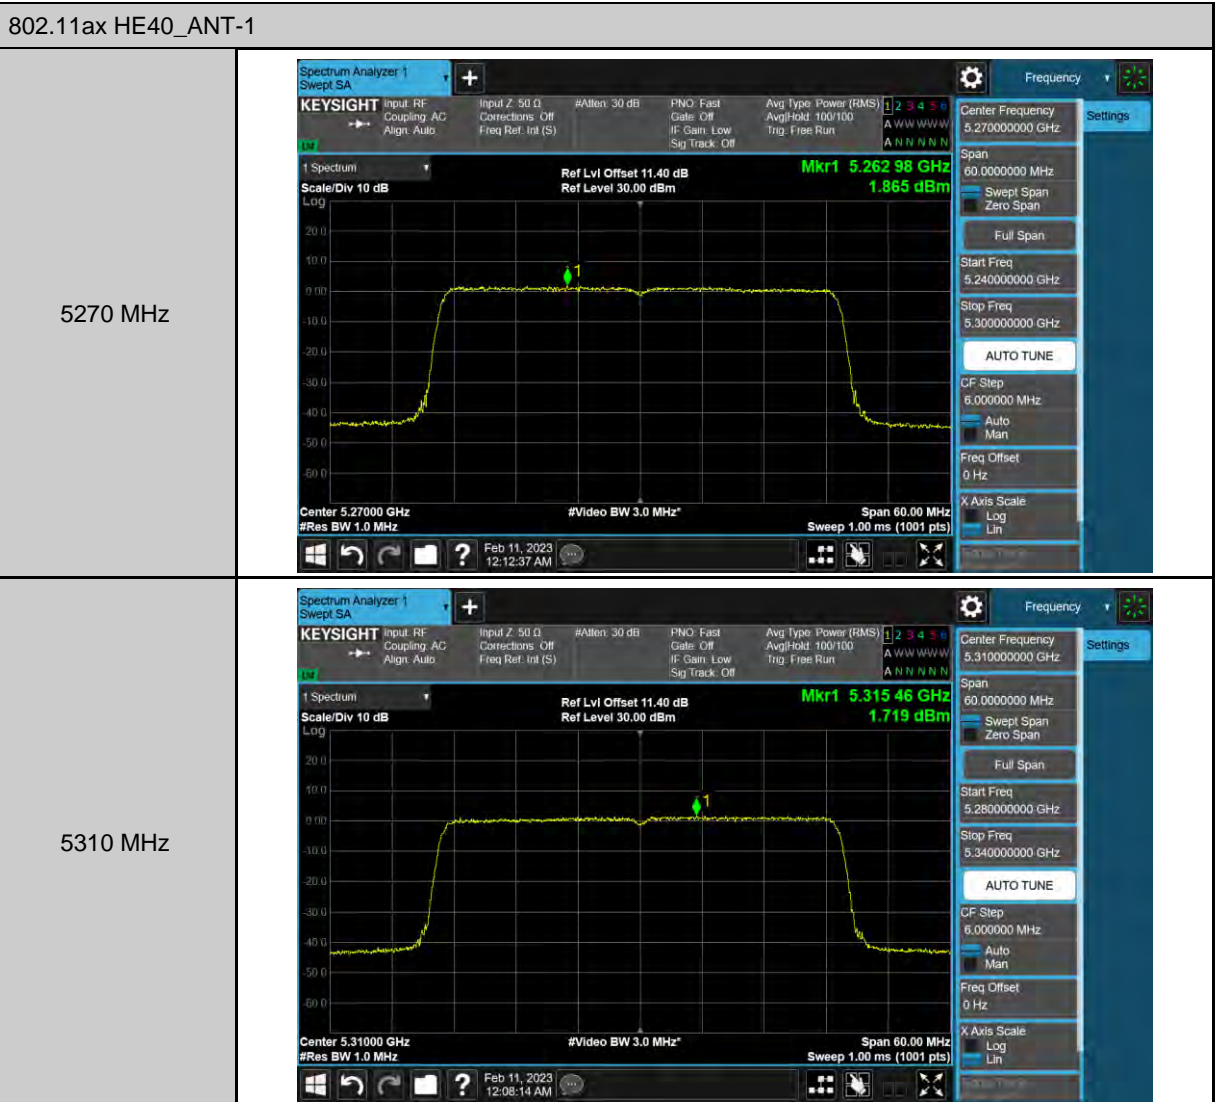 802.11ax HE40_ANT-1
5270 MHz
Spectrum Analyzer 1
Swept SA
Frequency
KEYSIGHT
Input: RF
Coupling: AC
Align: Auto
Input Z: 50 Ω
Corrections: Off
Freq Ref: Int (S)
#Atten: 30 dB
PNO: Fast
Gate: Off
IF Gain: Low
Sig Track: Off
Avg Type: Power (RMS)
Avg|Hold: 100/100
Trig: Free Run
1 2 3 4 5 6
A W W W W W
A N N N N N
1 Spectrum
Scale/Div 10 dB
Log
Ref Lvl Offset 11.40 dB
Ref Level 30.00 dBm
Mkr1 5.262 98 GHz
1.865 dBm
20.0
10.0
0.00
-10.0
-20.0
-30.0
-40.0
-50.0
-60.0
1
Center 5.27000 GHz
#Res BW 1.0 MHz
#Video BW 3.0 MHz*
Span 60.00 MHz
Sweep 1.00 ms (1001 pts)
Feb 11, 2023
12:12:37 AM
Center Frequency
5.270000000 GHz
Settings
Span
60.0000000 MHz
Swept Span
Zero Span
Full Span
Start Freq
5.240000000 GHz
Stop Freq
5.300000000 GHz
AUTO TUNE
CF Step
6.000000 MHz
Auto
Man
Freq Offset
0 Hz
X Axis Scale
Log
Lin
5310 MHz
Spectrum Analyzer 1
Swept SA
Frequency
KEYSIGHT
Input: RF
Coupling: AC
Align: Auto
Input Z: 50 Ω
Corrections: Off
Freq Ref: Int (S)
#Atten: 30 dB
PNO: Fast
Gate: Off
IF Gain: Low
Sig Track: Off
Avg Type: Power (RMS)
Avg|Hold: 100/100
Trig: Free Run
1 2 3 4 5 6
A W W W W W
A N N N N N
1 Spectrum
Scale/Div 10 dB
Log
Ref Lvl Offset 11.40 dB
Ref Level 30.00 dBm
Mkr1 5.315 46 GHz
1.719 dBm
20.0
10.0
0.00
-10.0
-20.0
-30.0
-40.0
-50.0
-60.0
1
Center 5.31000 GHz
#Res BW 1.0 MHz
#Video BW 3.0 MHz*
Span 60.00 MHz
Sweep 1.00 ms (1001 pts)
Feb 11, 2023
12:08:14 AM
Center Frequency
5.310000000 GHz
Settings
Span
60.0000000 MHz
Swept Span
Zero Span
Full Span
Start Freq
5.280000000 GHz
Stop Freq
5.340000000 GHz
AUTO TUNE
CF Step
6.000000 MHz
Auto
Man
Freq Offset
0 Hz
X Axis Scale
Log
Lin